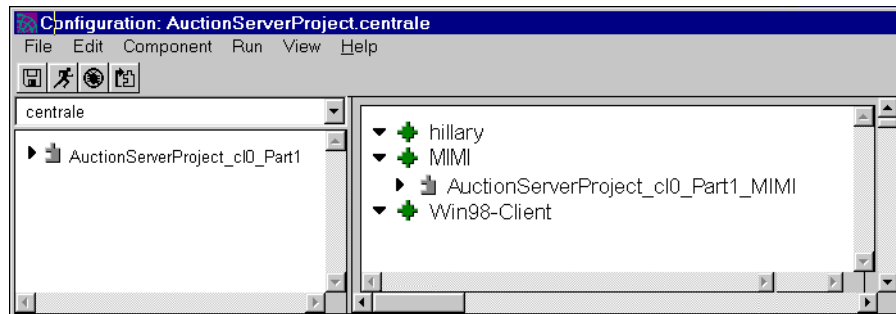 Configuration: AuctionServerProject.centrale
File Edit Component Run View Help
centrale
AuctionServerProject_cl0_Part1
hillary
MIMI
AuctionServerProject_cl0_Part1_MIMI
Win98-Client